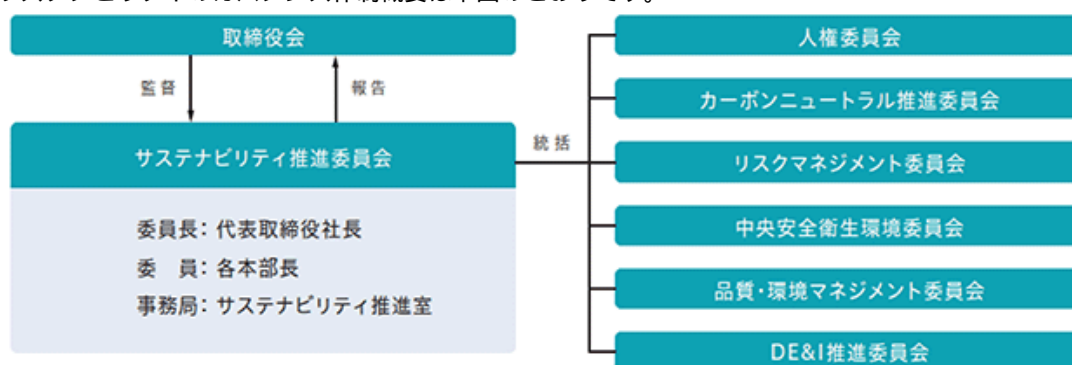 取締役会
監督
報告
サステナビリティ推進委員会
委員長：代表取締役社長
委　員：各本部長
事務局：サステナビリティ推進室
統括
人権委員会
カーボンニュートラル推進委員会
リスクマネジメント委員会
中央安全衛生環境委員会
品質・環境マネジメント委員会
DE&I推進委員会